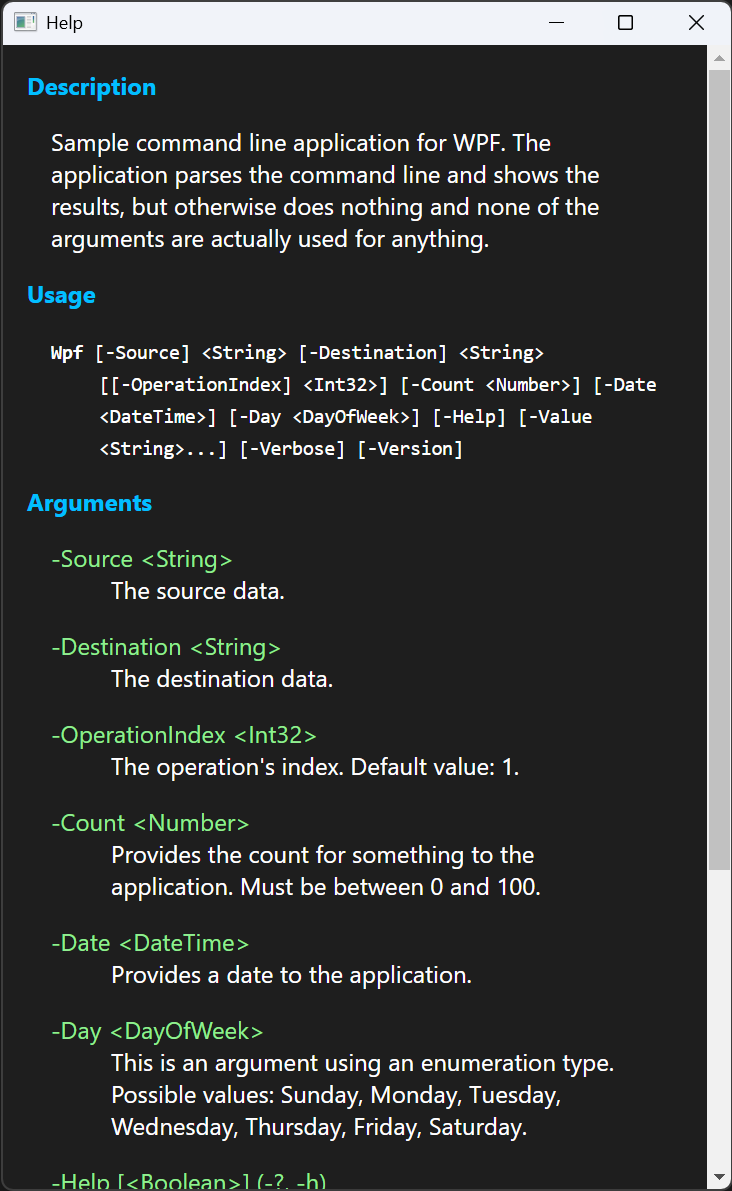 Help
Description
Sample command line application for WPF. The
application parses the command line and shows the
results, but otherwise does nothing and none of the
arguments are actually used for anything.
Usage
Wpf [-Source] <String> [-Destination] <String>
[[-OperationIndex] <Int32>] [-Count <Number>] [-Date
<DateTime>] [-Day <DayOfWeek>] [-Help] [-Value
<String>...] [-Verbose] [-Version]
Arguments
-Source <String>
The source data.
-Destination <String>
The destination data.
-OperationIndex <Int32>
The operation's index. Default value: 1.
-Count <Number>
Provides the count for something to the
application. Must be between 0 and 100.
-Date <DateTime>
Provides a date to the application.
-Day <DayOfWeek>
This is an argument using an enumeration type.
Possible values: Sunday, Monday, Tuesday,
Wednesday, Thursday, Friday, Saturday.
-Help [<Boolean>] (-?, -h)